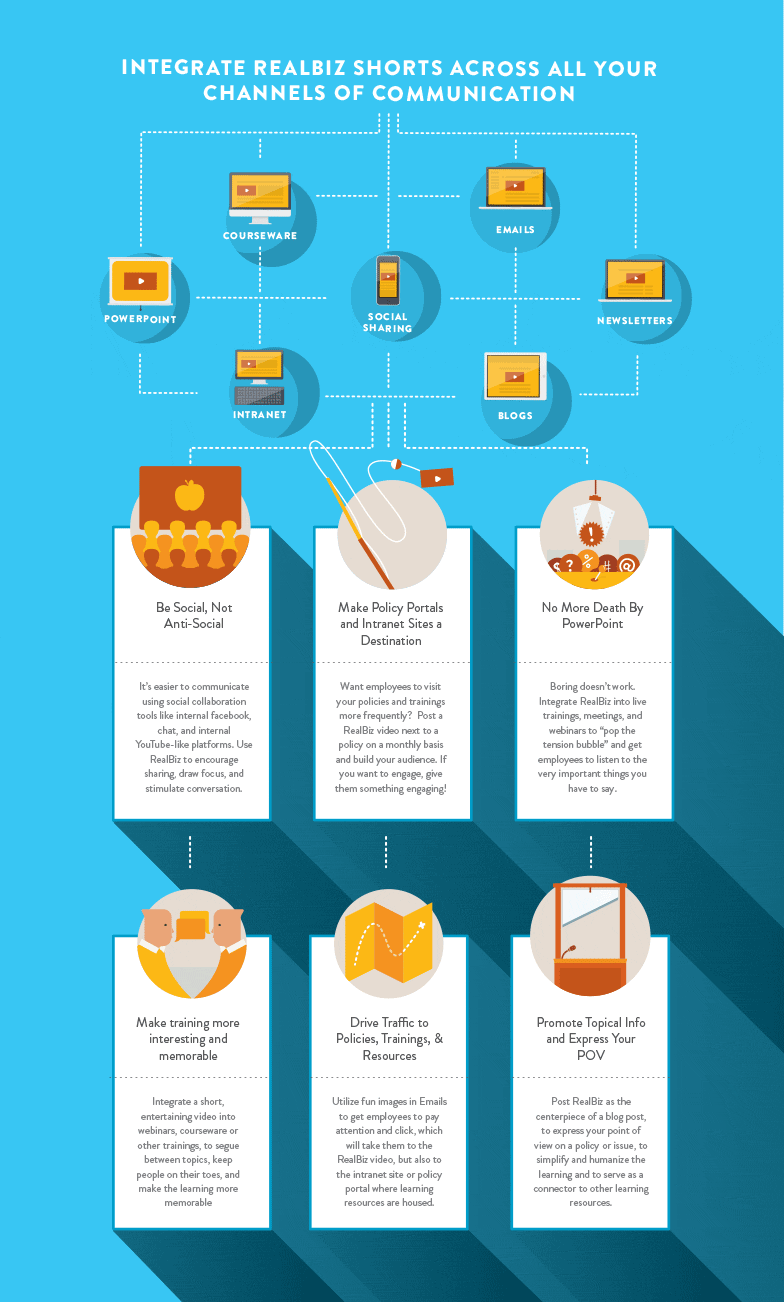 INTEGRATE REALBIZ SHORTS ACROSS ALL YOUR
CHANNELS OF COMMUNICATION
COURSEWARE
EMAILS
POWERPOINT
SOCIAL
SHARING
NEWSLETTERS
INTRANET
BLOGS
!
$ ? % # @
Be Social, Not
Anti-Social
It's easier to communicate
using social collaboration
tools like internal facebook,
chat, and internal
YouTube-like platforms. Use
RealBiz to encourage
sharing, draw focus, and
stimulate conversation.
Make Policy Portals
and Intranet Sites a
Destination
Want employees to visit
your policies and trainings
more frequently? Post a
RealBiz video next to a
policy on a monthly basis
and build your audience. If
you want to engage, give
them something engaging!
No More Death By
PowerPoint
Boring doesn't work.
Integrate RealBiz into live
trainings, meetings, and
webinars to "pop the
tension bubble" and get
employees to listen to the
very important things you
have to say.
Make training more
interesting and
memorable
Integrate a short,
entertaining video into
webinars, courseware or
other trainings, to segue
between topics, keep
people on their toes, and
make the learning more
memorable
Drive Traffic to
Policies, Trainings, &
Resources
Utilize fun images in Emails
to get employees to pay
attention and click, which
will take them to the
RealBiz video, but also to
the intranet site or policy
portal where learning
resources are housed.
Promote Topical Info
and Express Your
POV
Post RealBiz as the
centerpiece of a blog post,
to express your point of
view on a policy or issue, to
simplify and humanize the
learning and to serve as a
connector to other learning
resources.